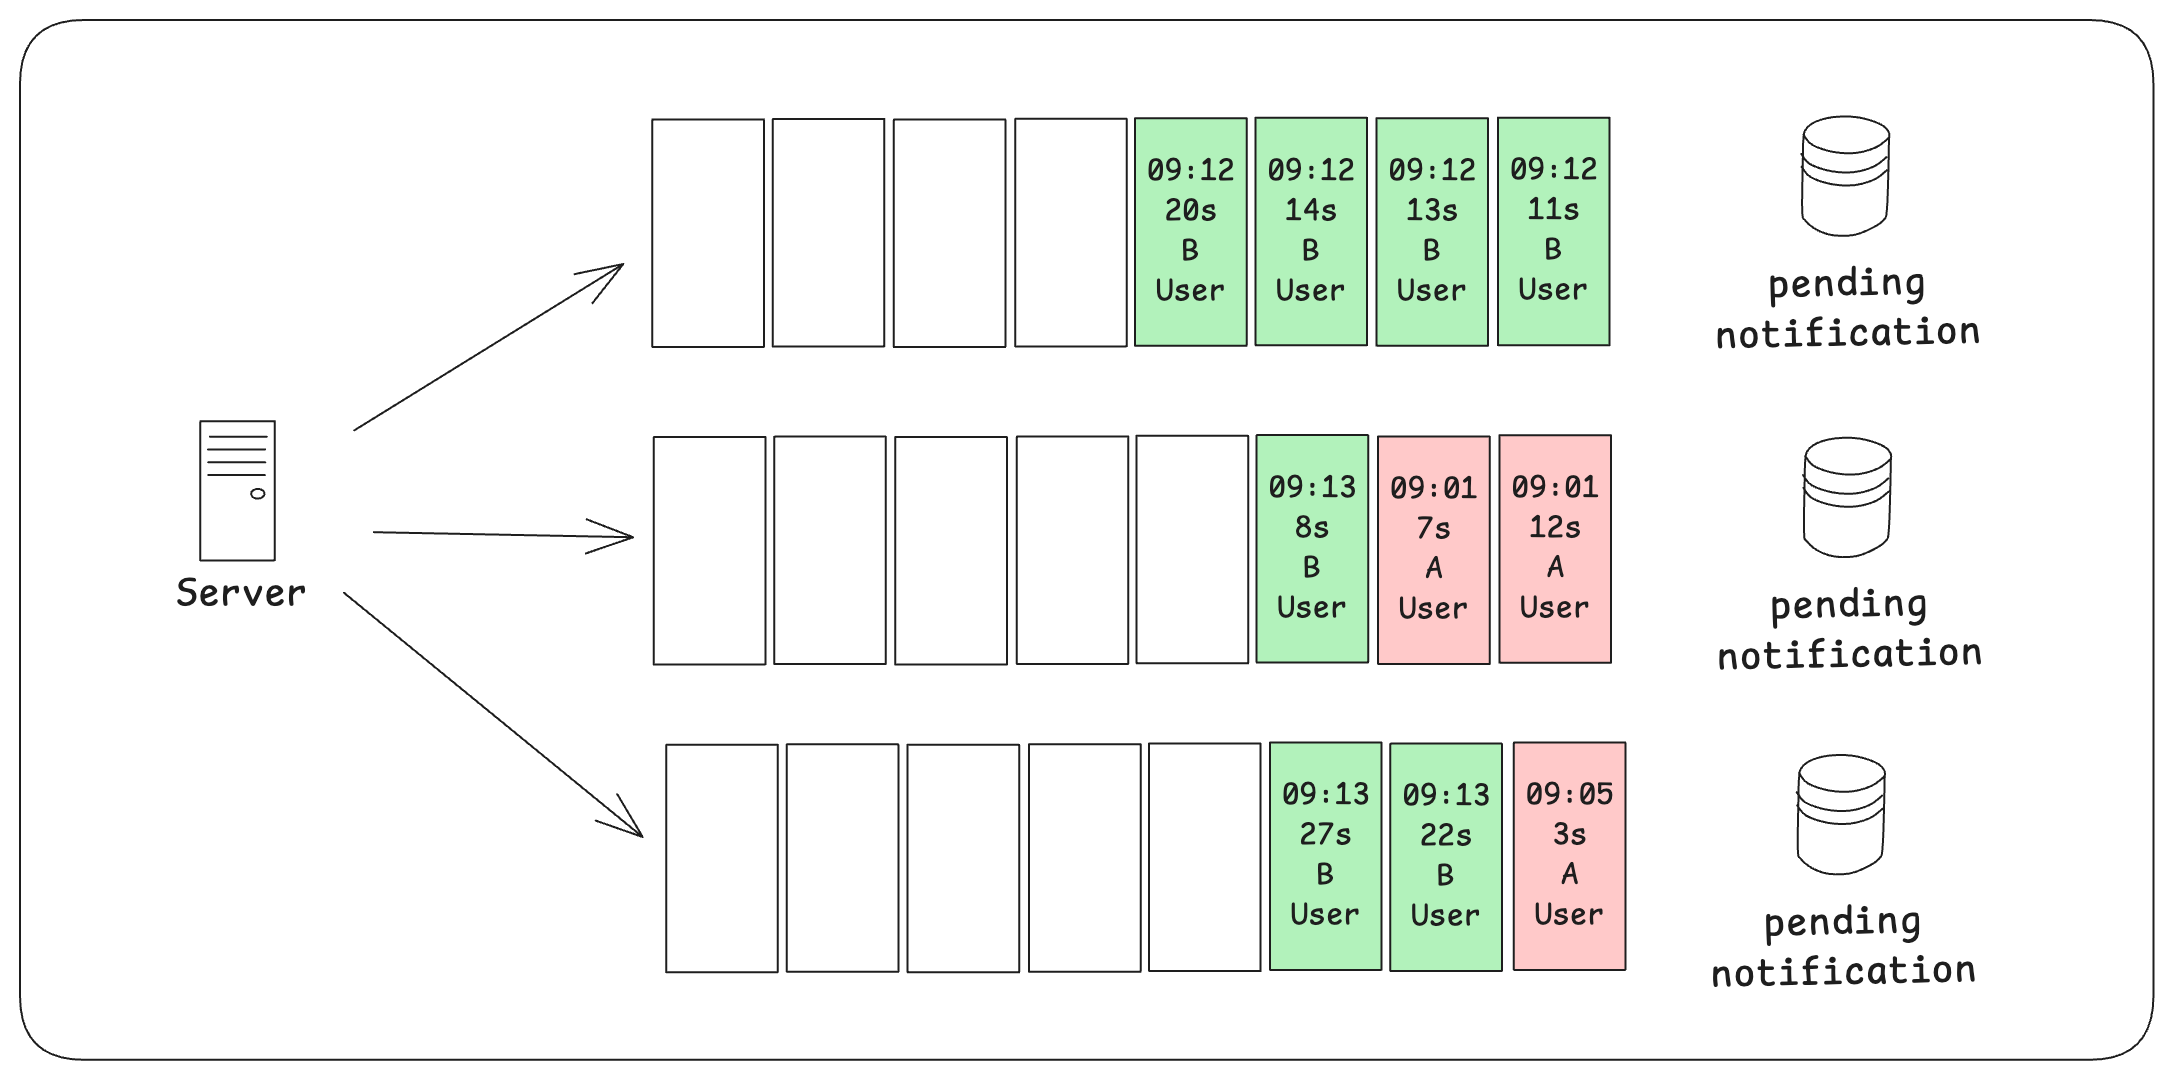 09:12
20s
B
User
09:12
14s
B
User
09:12
13s
B
User
09:12
11s
B
User
pending
notification
Server
09:13
8s
B
User
09:01
7s
A
User
09:01
12s
A
User
pending
notification
09:13
27s
B
User
09:13
22s
B
User
09:05
3s
A
User
pending
notification